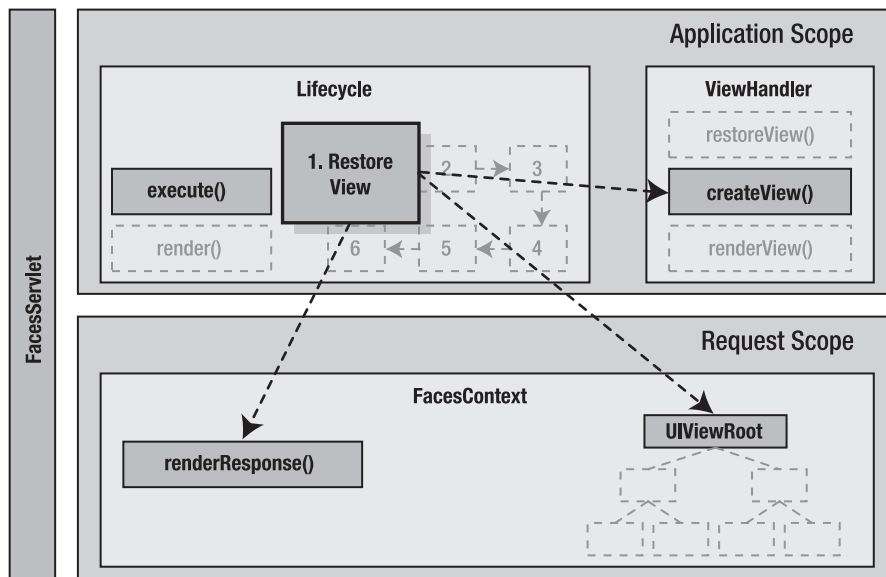 FacesServlet
Application Scope
Lifecycle
1. Restore
View
execute()
render()
2
3
4
5
6
ViewHandler
restoreView()
createView()
renderView()
Request Scope
FacesContext
renderResponse()
UIViewRoot